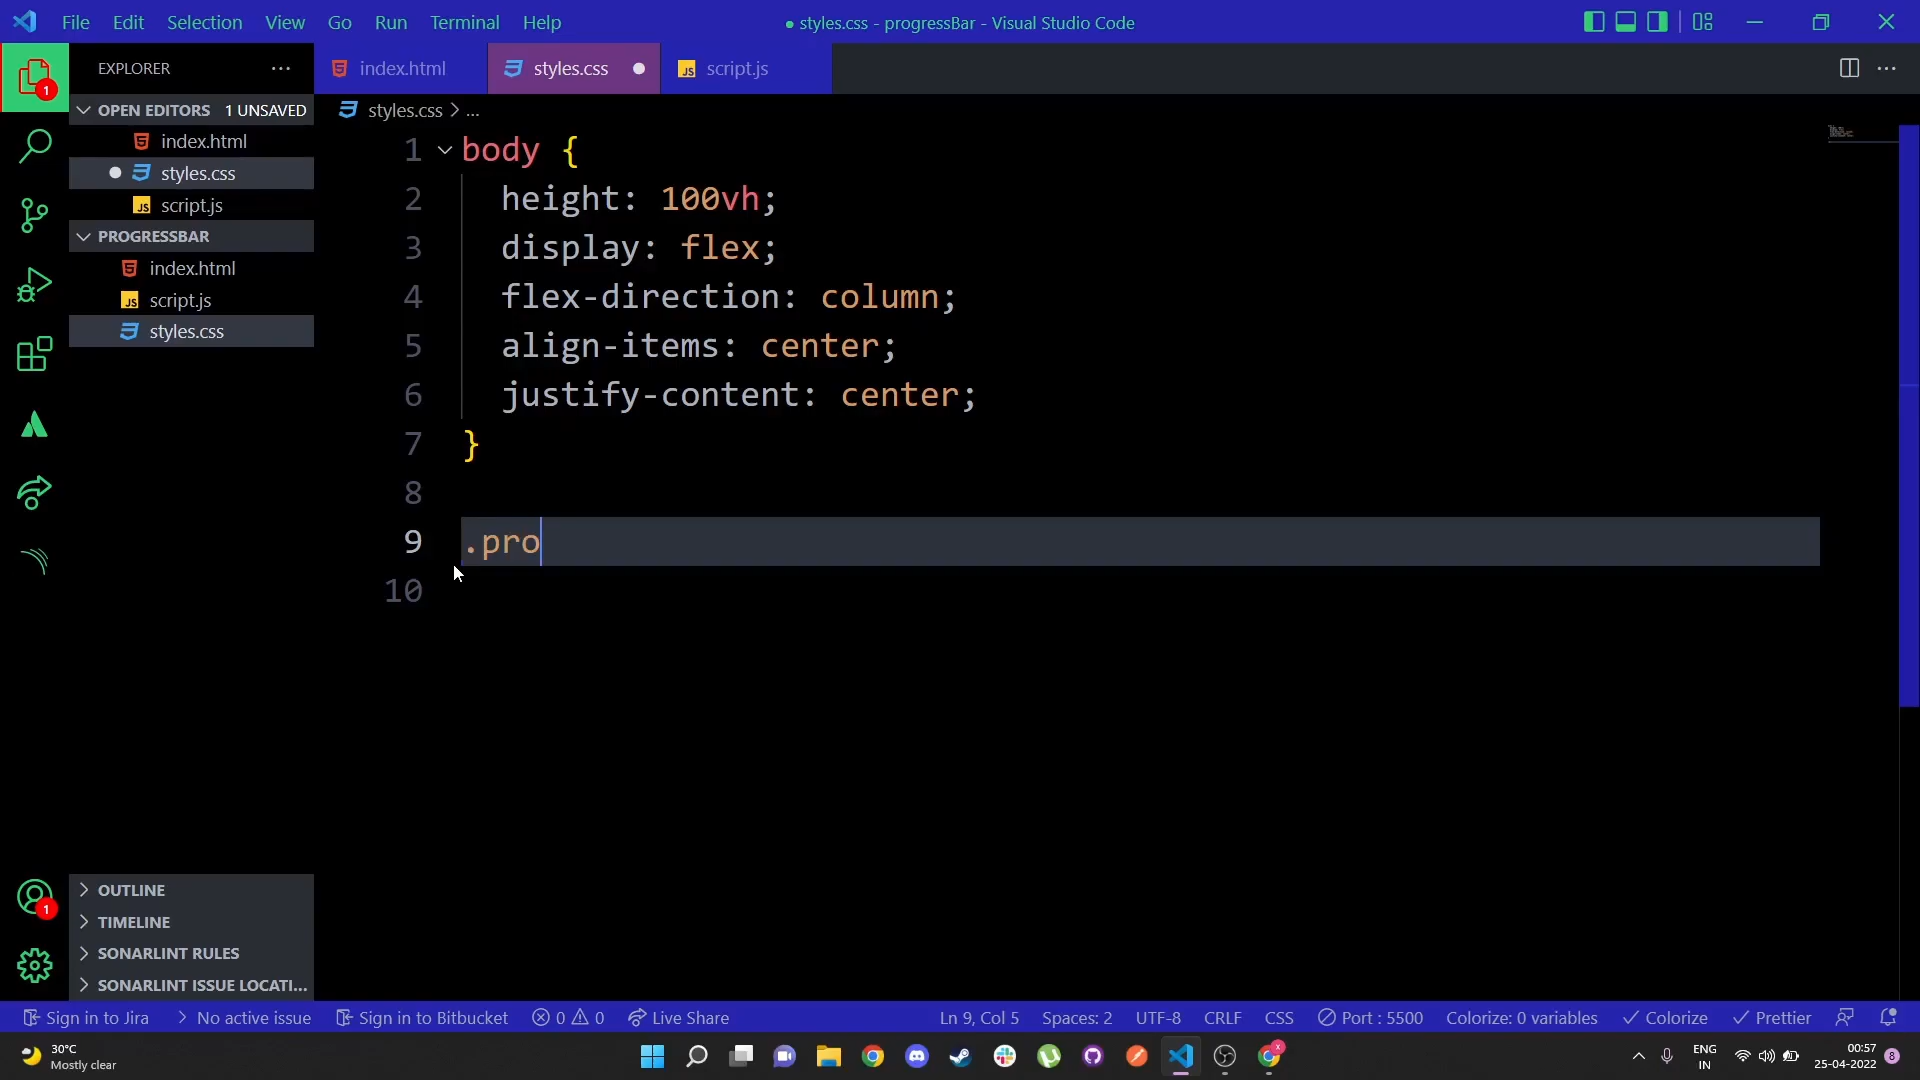 File Edit Selection View Go Run Terminal Help
● styles.css - progressBar - Visual Studio Code
EXPLORER
index.html
styles.css
script.js
OPEN EDITORS 1 UNSAVED
index.html
styles.css
script.js
PROGRESSBAR
index.html
script.js
styles.css
styles.css > ...
1 body {
2 height: 100vh;
3 display: flex;
4 flex-direction: column;
5 align-items: center;
6 justify-content: center;
7 }
8
9 .pro
10
1
1
OUTLINE
TIMELINE
SONARLINT RULES
SONARLINT ISSUE LOCATI...
Sign in to Jira No active issue Sign in to Bitbucket 0 0 Live Share
Ln 9, Col 5 Spaces: 2 UTF-8 CRLF CSS Port : 5500 Colorize: 0 variables Colorize Prettier
30°C
Mostly clear
ENG
IN
00:57
25-04-2022
8